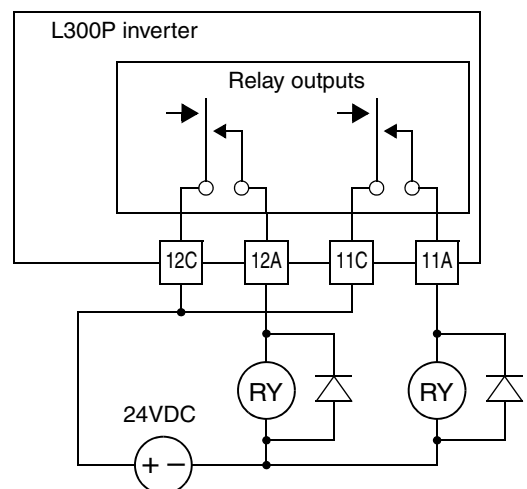 L300P inverter
Relay outputs
12C 12A 11C 11A
RY RY
24VDC
+ −